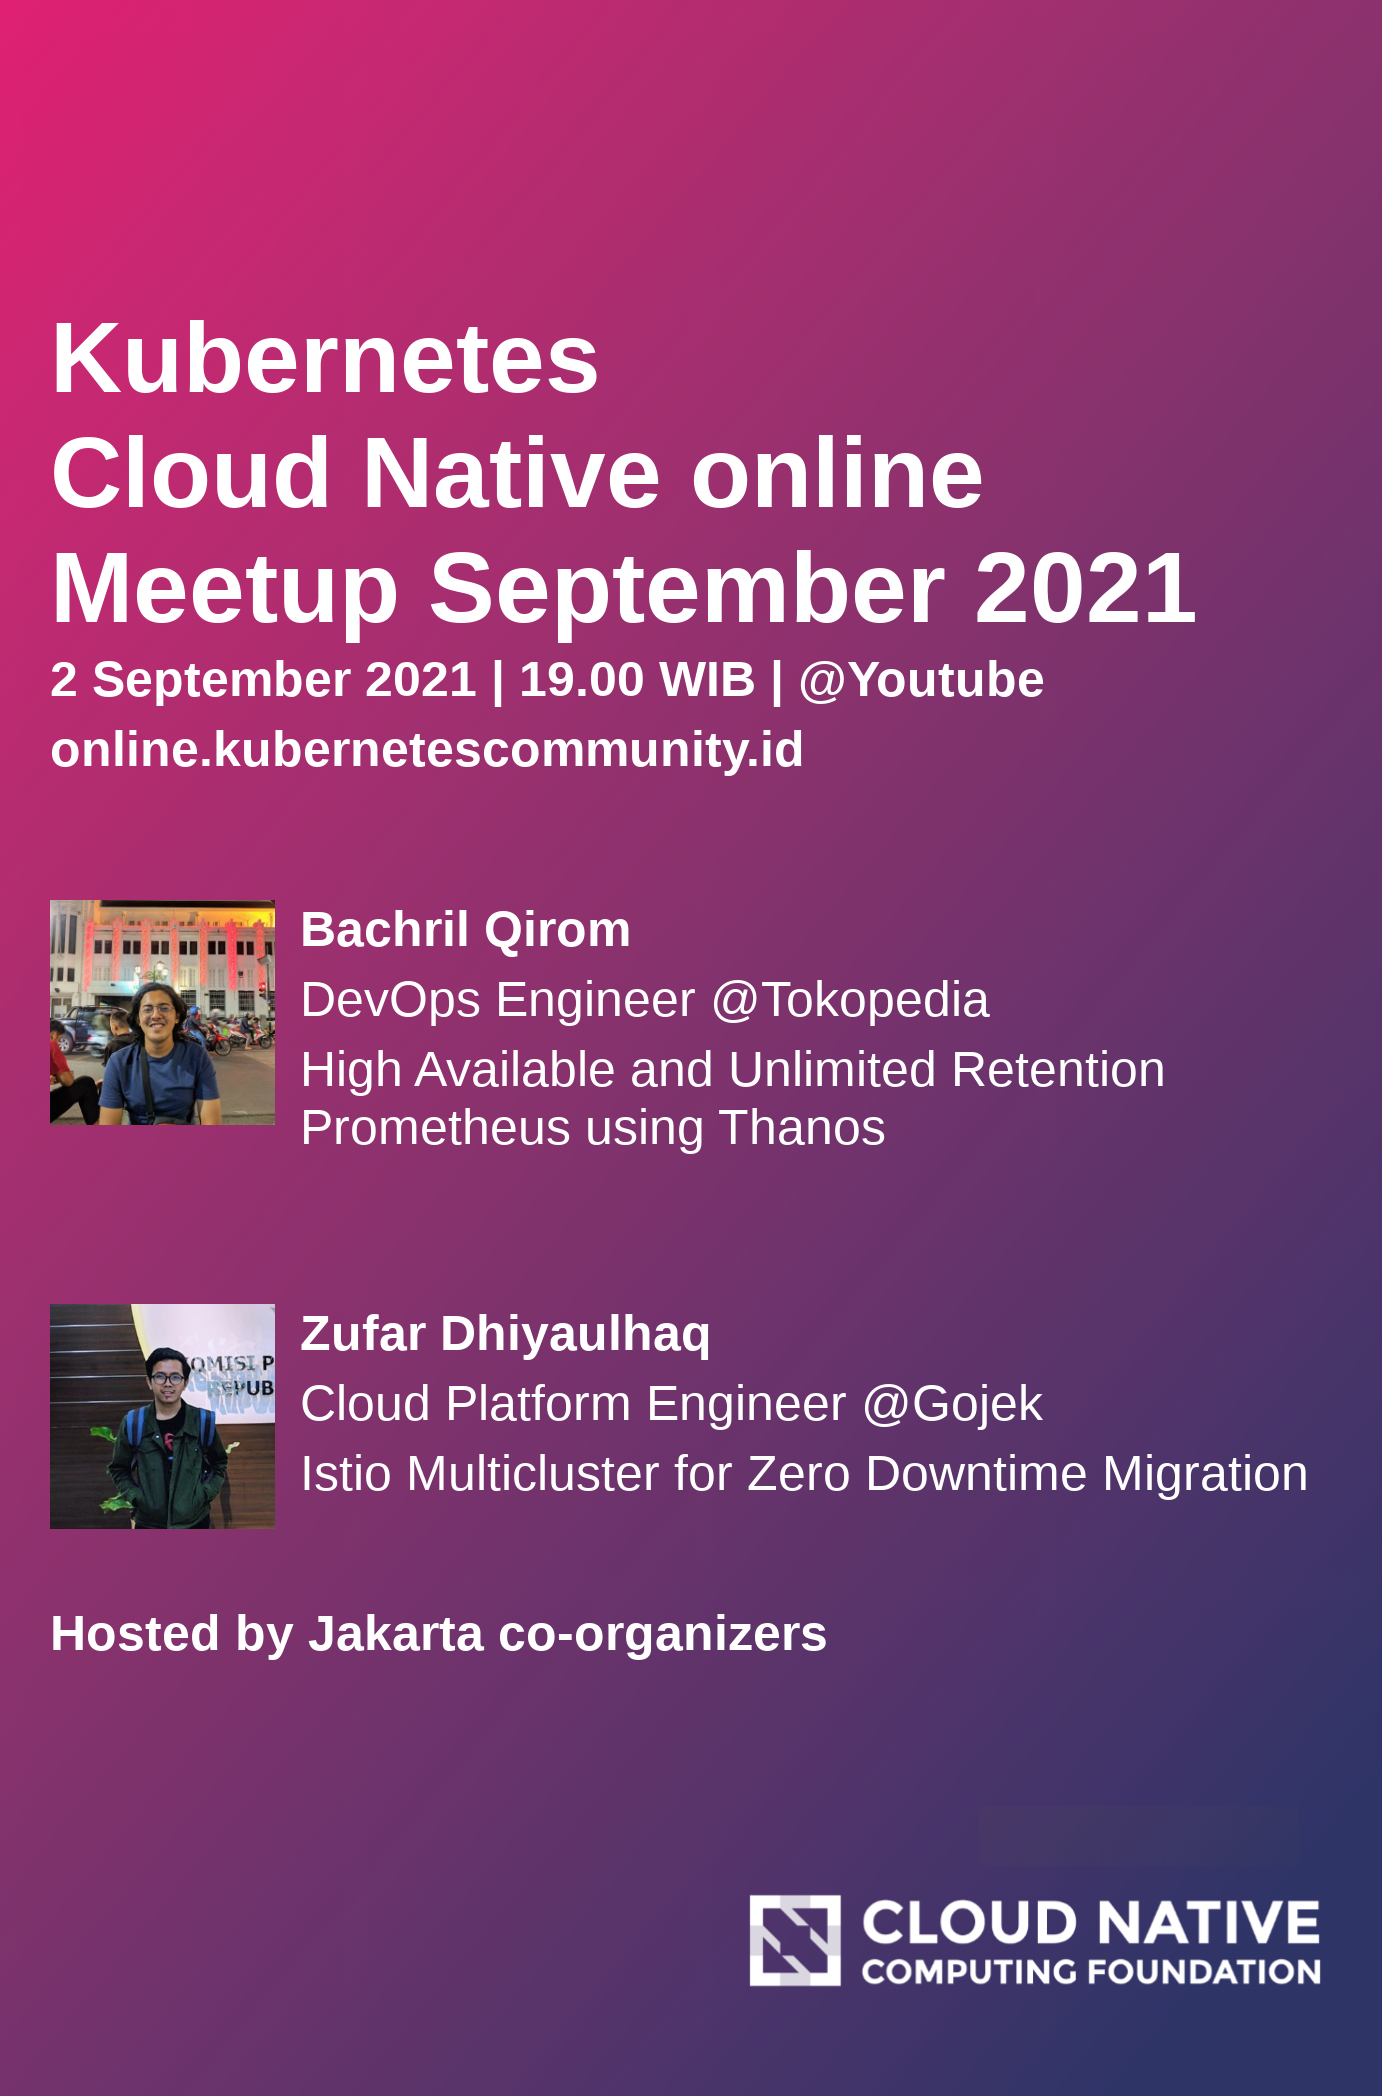 Kubernetes
Cloud Native online
Meetup September 2021
2 September 2021 | 19.00 WIB | @Youtube
online.kubernetescommunity.id
Bachril Qirom
DevOps Engineer @Tokopedia
High Available and Unlimited Retention
Prometheus using Thanos
KOMISI P
REPUB
Zufar Dhiyaulhaq
Cloud Platform Engineer @Gojek
Istio Multicluster for Zero Downtime Migration
Hosted by Jakarta co-organizers
CLOUD NATIVE
COMPUTING FOUNDATION